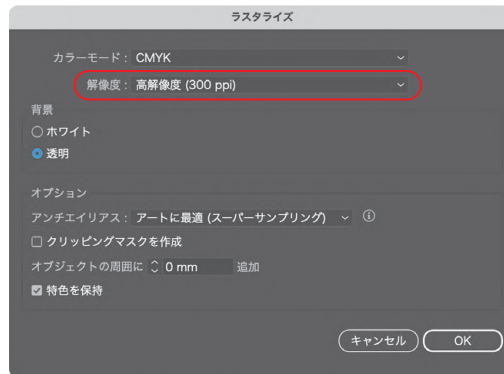 ラスタライズ
カラーモード : CMYK
解像度 : 高解像度 (300 ppi)
背景
ホワイト
透明
オプション
アンチエイリアス : アートに最適 (スーパーサンプリング)
クリッピングマスクを作成
オブジェクトの周囲に 0 mm 追加
特色を保持
キャンセル OK